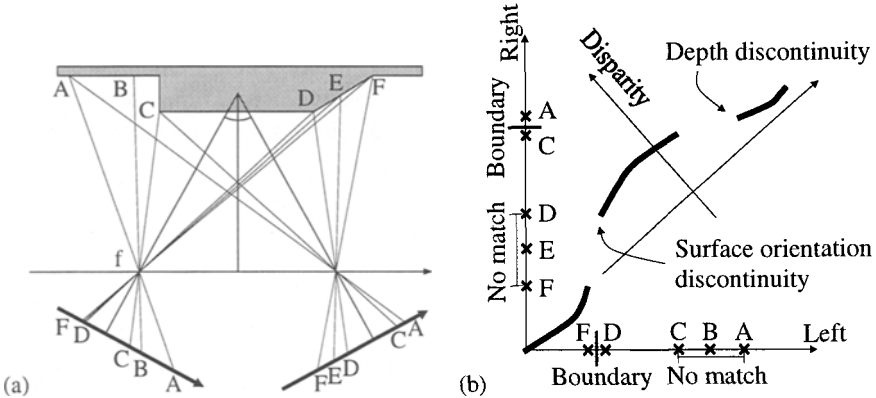 A B E F
C D
f
F D C B A
F E D C A
(a)
Right
Boundary
No match
A
C
D
E
F
Disparity
Depth discontinuity
Surface orientation
discontinuity
F D C B A Left
Boundary No match
(b)